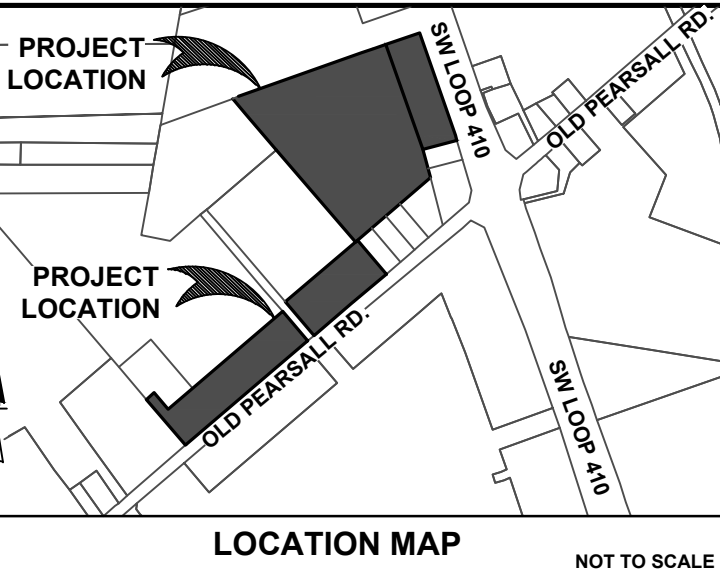 PROJECT
LOCATION
SW LOOP 410
OLD PEARSALL RD.
PROJECT
LOCATION
OLD PEARSALL RD.
SW LOOP 410
LOCATION MAP
NOT TO SCALE